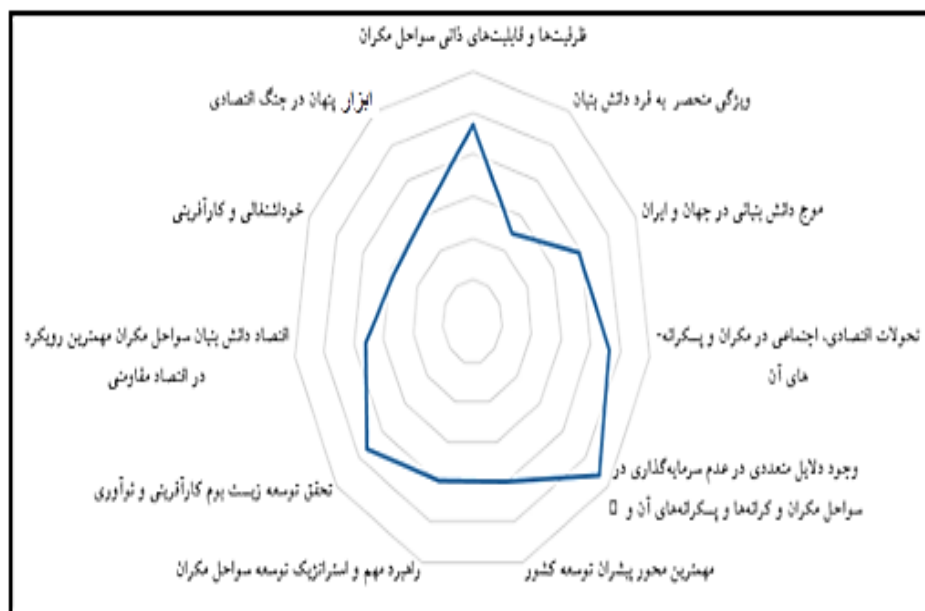 ظرفیت‌ها و قابلیت‌های ذاتی سواحل مکران
ویژگی منحصر به فرد دانش بنیان
ابزار پنهان در جنگ اقتصادی
موج دانش بنیانی در جهان و ایران
خوداشتغالی و کارآفرینی
تحولات اقتصادی، اجتماعی در مکران و پسکرانه-
های آن
اقتصاد دانش بنیان سواحل مکران مهمترین رویکرد
در اقتصاد مقاومتی
وجود دلایل متعددی در عدم سرمایه‌گذاری در
سواحل مکران و کرانه‌ها و پسکرانه‌های آن و
تحقق توسعه زیست بوم کارآفرینی و نوآوری
مهمترین محور پیشران توسعه کشور
راهبرد مهم و استراتژیک توسعه سواحل مکران